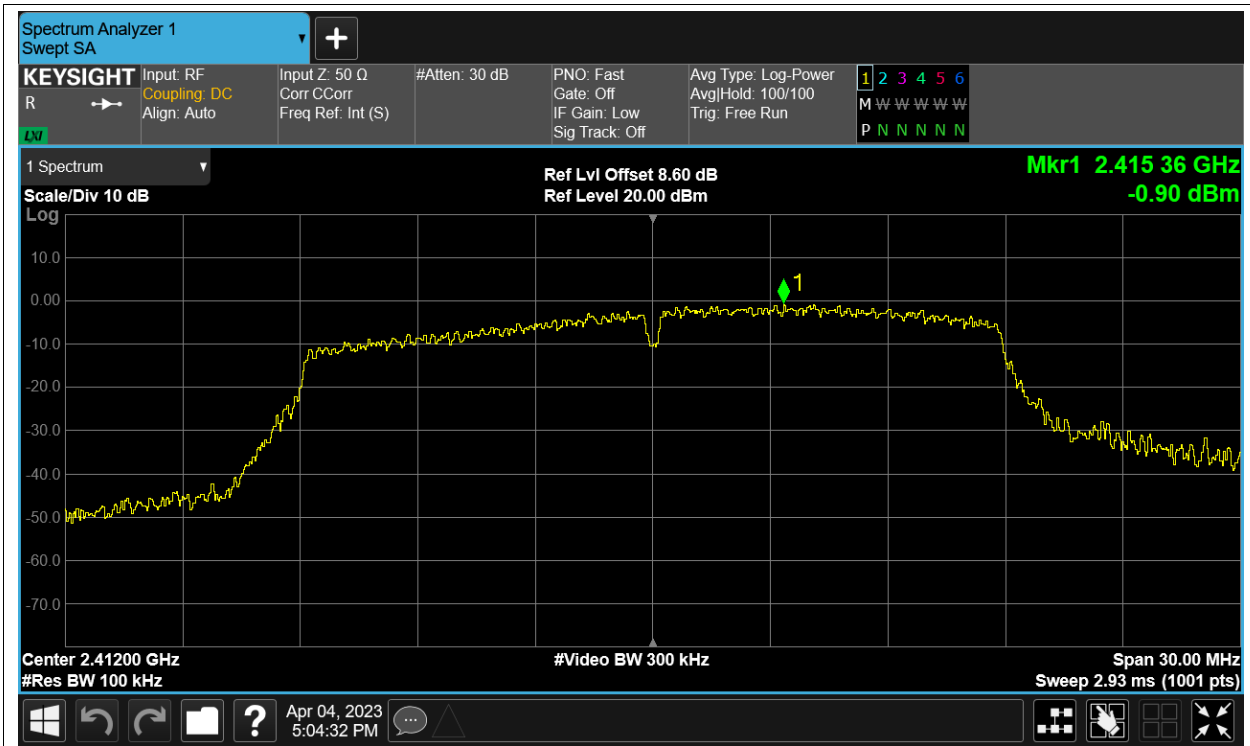 Spectrum Analyzer 1
Swept SA
KEYSIGHT
R
LXI
Input: RF
Coupling: DC
Align: Auto
Input Z: 50 Ω
Corr CCorr
Freq Ref: Int (S)
#Atten: 30 dB
PNO: Fast
Gate: Off
IF Gain: Low
Sig Track: Off
Avg Type: Log-Power
Avg|Hold: 100/100
Trig: Free Run
1 2 3 4 5 6
M W W W W W
P N N N N N
1 Spectrum
Scale/Div 10 dB
Ref Lvl Offset 8.60 dB
Ref Level 20.00 dBm
Mkr1 2.415 36 GHz
-0.90 dBm
Log
10.0
0.00
-10.0
-20.0
-30.0
-40.0
-50.0
-60.0
-70.0
1
Center 2.41200 GHz
#Video BW 300 kHz
Span 30.00 MHz
#Res BW 100 kHz
Sweep 2.93 ms (1001 pts)
?
Apr 04, 2023
5:04:32 PM